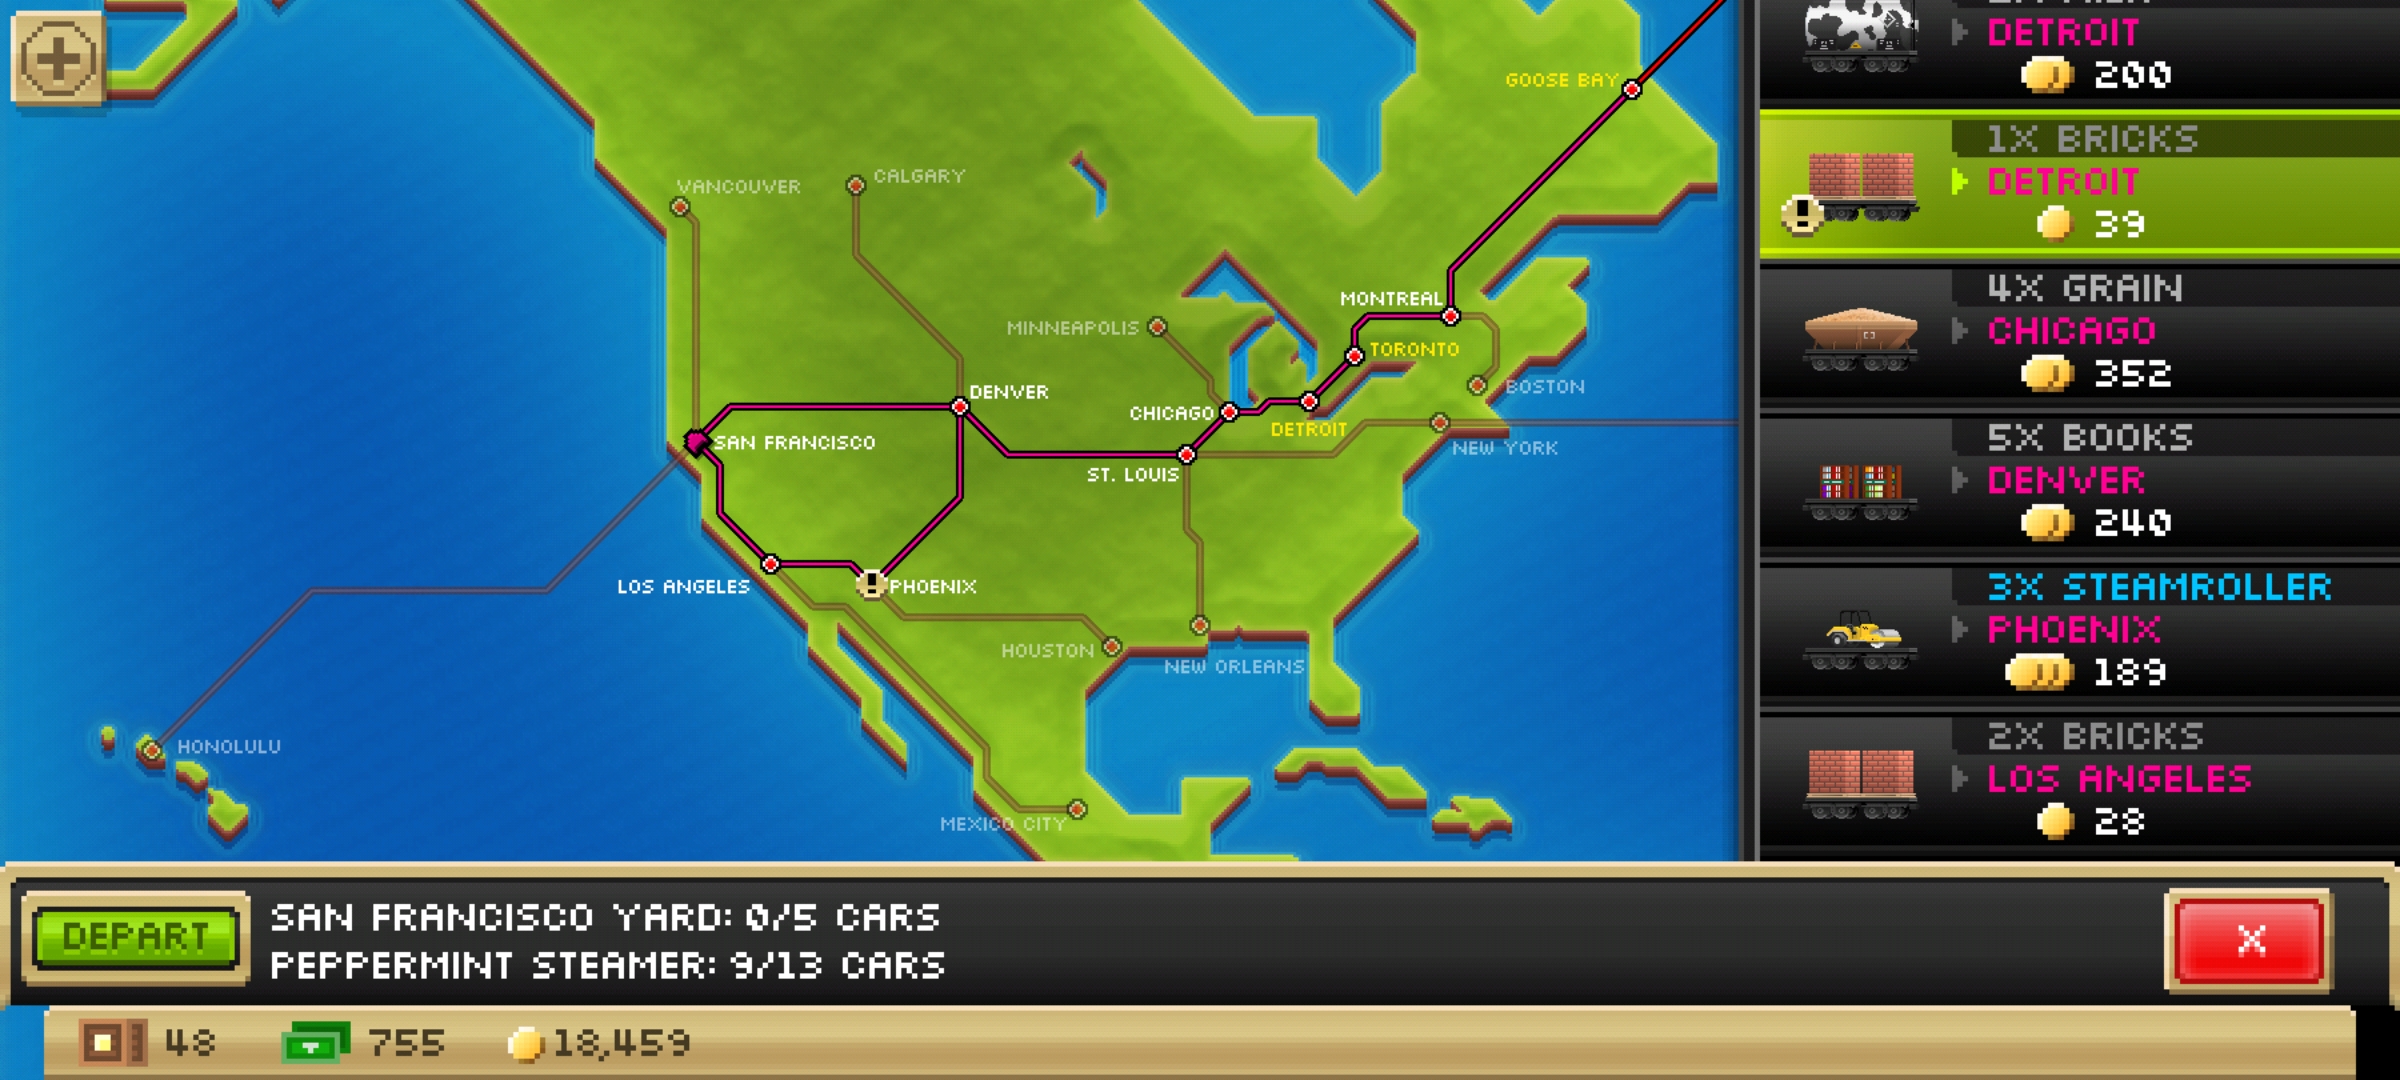 DETROIT
200
GOOSE BAY
1X BRICKS
DETROIT
39
VANCOUVER
CALGARY
MONTREAL
4X GRAIN
CHICAGO
352
MINNEAPOLIS
TORONTO
DENVER
BOSTON
CHICAGO
DETROIT
SAN FRANCISCO
NEW YORK
ST. LOUIS
5X BOOKS
DENVER
240
LOS ANGELES
PHOENIX
3X STEAMROLLER
PHOENIX
189
HOUSTON
NEW ORLEANS
HONOLULU
MEXICO CITY
2X BRICKS
LOS ANGELES
28
DEPART
SAN FRANCISCO YARD: 0/5 CARS
PEPPERMINT STEAMER: 9/13 CARS
X
48
755
18,459